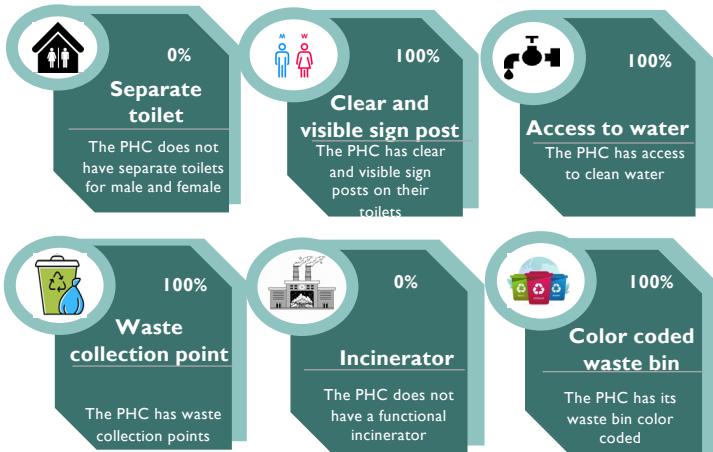 0%
Separate
toilet
The PHC does not
have separate toilets
for male and female
M W
100%
Clear and
visible sign post
The PHC has clear
and visible sign
posts on their
toilets
100%
Access to water
The PHC has access
to clean water
100%
Waste
collection point
The PHC has waste
collection points
0%
Incinerator
The PHC does not
have a functional
incinerator
100%
Color coded
waste bin
The PHC has its
waste bin color
coded